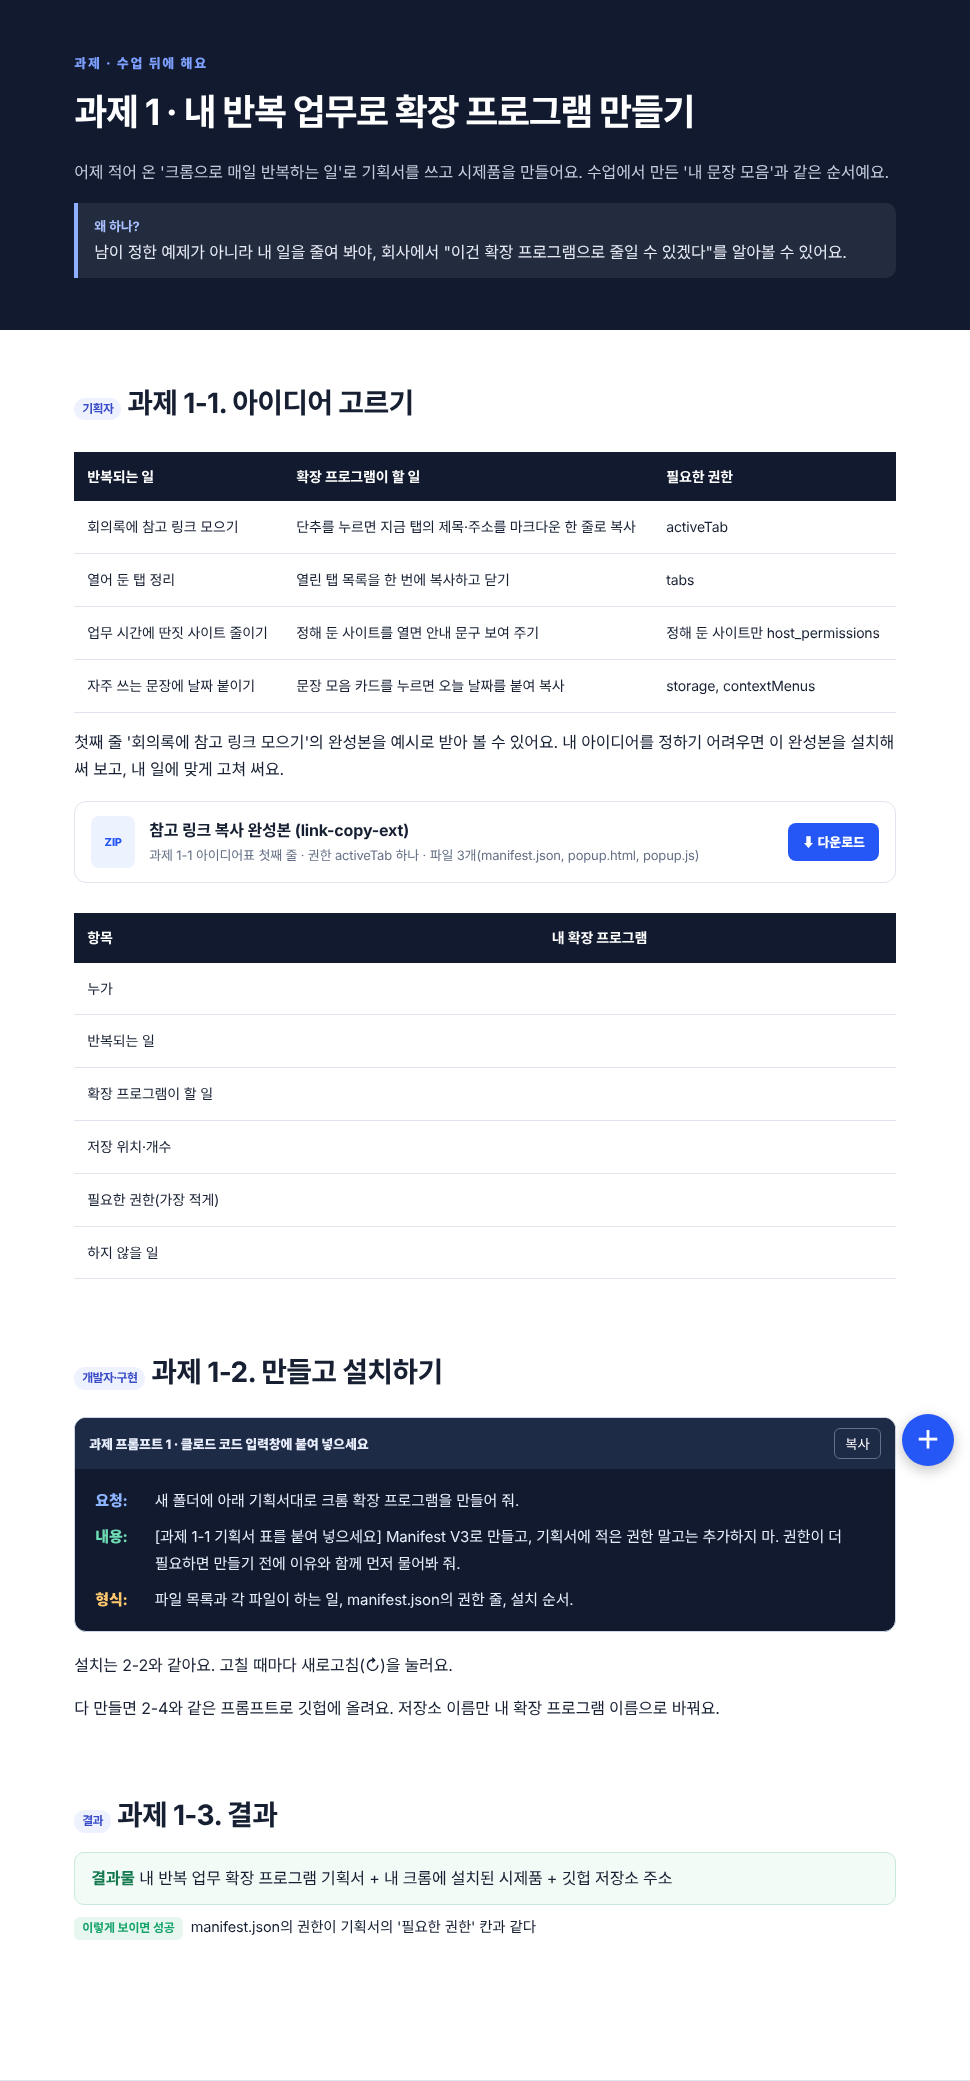 과제 · 수업 뒤에 해요
과제 1 · 내 반복 업무로 확장 프로그램 만들기
어제 적어 온 '크롬으로 매일 반복하는 일'로 기획서를 쓰고 시제품을 만들어요. 수업에서 만든 '내 문장 모음'과 같은 순서예요.
왜 하나?
남이 정한 예제가 아니라 내 일을 줄여 봐야, 회사에서 "이건 확장 프로그램으로 줄일 수 있겠다"를 알아볼 수 있어요.
기획자 과제 1-1. 아이디어 고르기
반복되는 일 확장 프로그램이 할 일 필요한 권한
회의록에 참고 링크 모으기 단추를 누르면 지금 탭의 제목·주소를 마크다운 한 줄로 복사 activeTab
열어 둔 탭 정리 열린 탭 목록을 한 번에 복사하고 닫기 tabs
업무 시간에 딴짓 사이트 줄이기 정해 둔 사이트를 열면 안내 문구 보여 주기 정해 둔 사이트만 host_permissions
자주 쓰는 문장에 날짜 붙이기 문장 모음 카드를 누르면 오늘 날짜를 붙여 복사 storage, contextMenus
첫째 줄 '회의록에 참고 링크 모으기'의 완성본을 예시로 받아 볼 수 있어요. 내 아이디어를 정하기 어려우면 이 완성본을 설치해
써 보고, 내 일에 맞게 고쳐 써요.
ZIP
참고 링크 복사 완성본 (link-copy-ext)
과제 1-1 아이디어표 첫째 줄 · 권한 activeTab 하나 · 파일 3개(manifest.json, popup.html, popup.js)
⬇ 다운로드
항목 내 확장 프로그램
누가
반복되는 일
확장 프로그램이 할 일
저장 위치·개수
필요한 권한(가장 적게)
하지 않을 일
개발자·구현 과제 1-2. 만들고 설치하기
과제 프롬프트 1 · 클로드 코드 입력창에 붙여 넣으세요 복사
요청: 새 폴더에 아래 기획서대로 크롬 확장 프로그램을 만들어 줘.
내용: [과제 1-1 기획서 표를 붙여 넣으세요] Manifest V3로 만들고, 기획서에 적은 권한 말고는 추가하지 마. 권한이 더
필요하면 만들기 전에 이유와 함께 먼저 물어봐 줘.
형식: 파일 목록과 각 파일이 하는 일, manifest.json의 권한 줄, 설치 순서.
설치는 2-2와 같아요. 고칠 때마다 새로고침(↻)을 눌러요.
다 만들면 2-4와 같은 프롬프트로 깃헙에 올려요. 저장소 이름만 내 확장 프로그램 이름으로 바꿔요.
결과 과제 1-3. 결과
결과물 내 반복 업무 확장 프로그램 기획서 + 내 크롬에 설치된 시제품 + 깃헙 저장소 주소
이렇게 보이면 성공 manifest.json의 권한이 기획서의 '필요한 권한' 칸과 같다